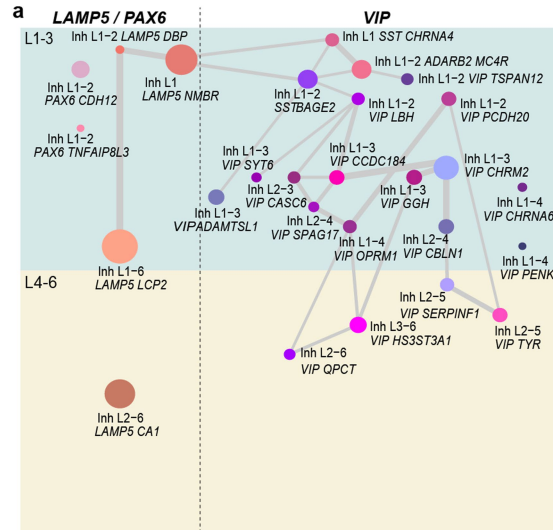 a
LAMP5 / PAX6
VIP
L1-3
Inh L1-2 LAMP5 DBP
Inh L1 SST CHRNA4
Inh L1-2 ADARB2 MC4R
Inh L1
LAMP5 NMBR
Inh L1-2
PAX6 CDH12
Inh L1-2
SSTBAGE2
Inh L1-2 VIP TSPAN12
Inh L1-2
VIP LBH
Inh L1-2
VIP PCDH20
Inh L1-2
PAX6 TNFAIP8L3
Inh L1-3
VIP SYT6
Inh L1-3
VIP CCDC184
Inh L1-3
VIP CHRM2
Inh L2-3
VIP CASC6
Inh L1-3
VIP GGH
Inh L1-4
VIP CHRNA6
Inh L1-3
VIPADAMTSL1
Inh L2-4
VIP SPAG17
Inh L1-4
VIP OPRM1
Inh L2-4
VIP CBLN1
Inh L1-4
VIP PENK
Inh L1-6
LAMP5 LCP2
L4-6
Inh L2-5
VIP SERPINF1
Inh L3-6
VIP HS3ST3A1
Inh L2-5
VIP TYR
Inh L2-6
VIP QPCT
Inh L2-6
LAMP5 CA1